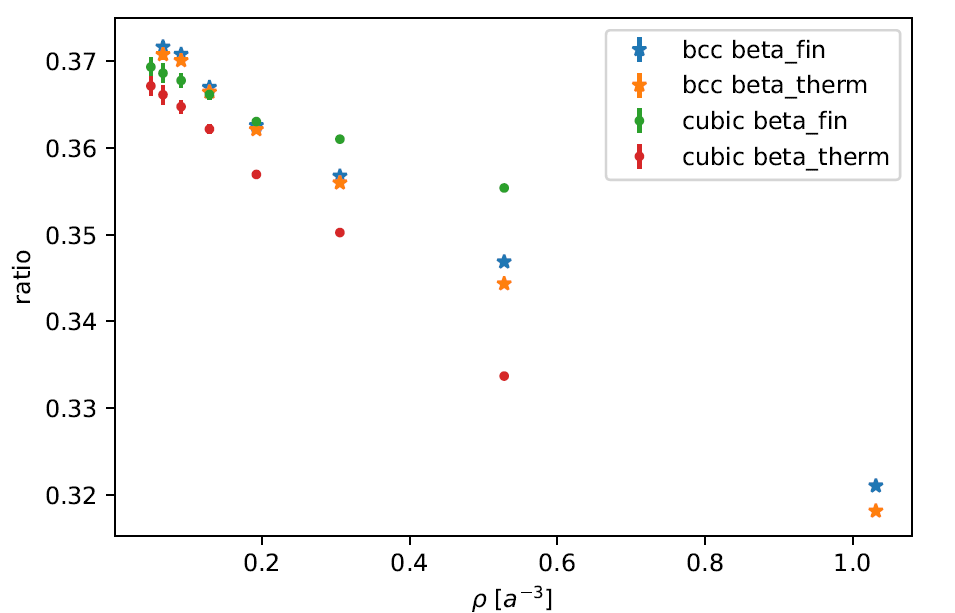 0.37
0.36
0.35
0.34
0.33
0.32
ratio
0.2
0.4
0.6
0.8
1.0
ρ [a⁻³]
bcc beta_fin
bcc beta_therm
cubic beta_fin
cubic beta_therm